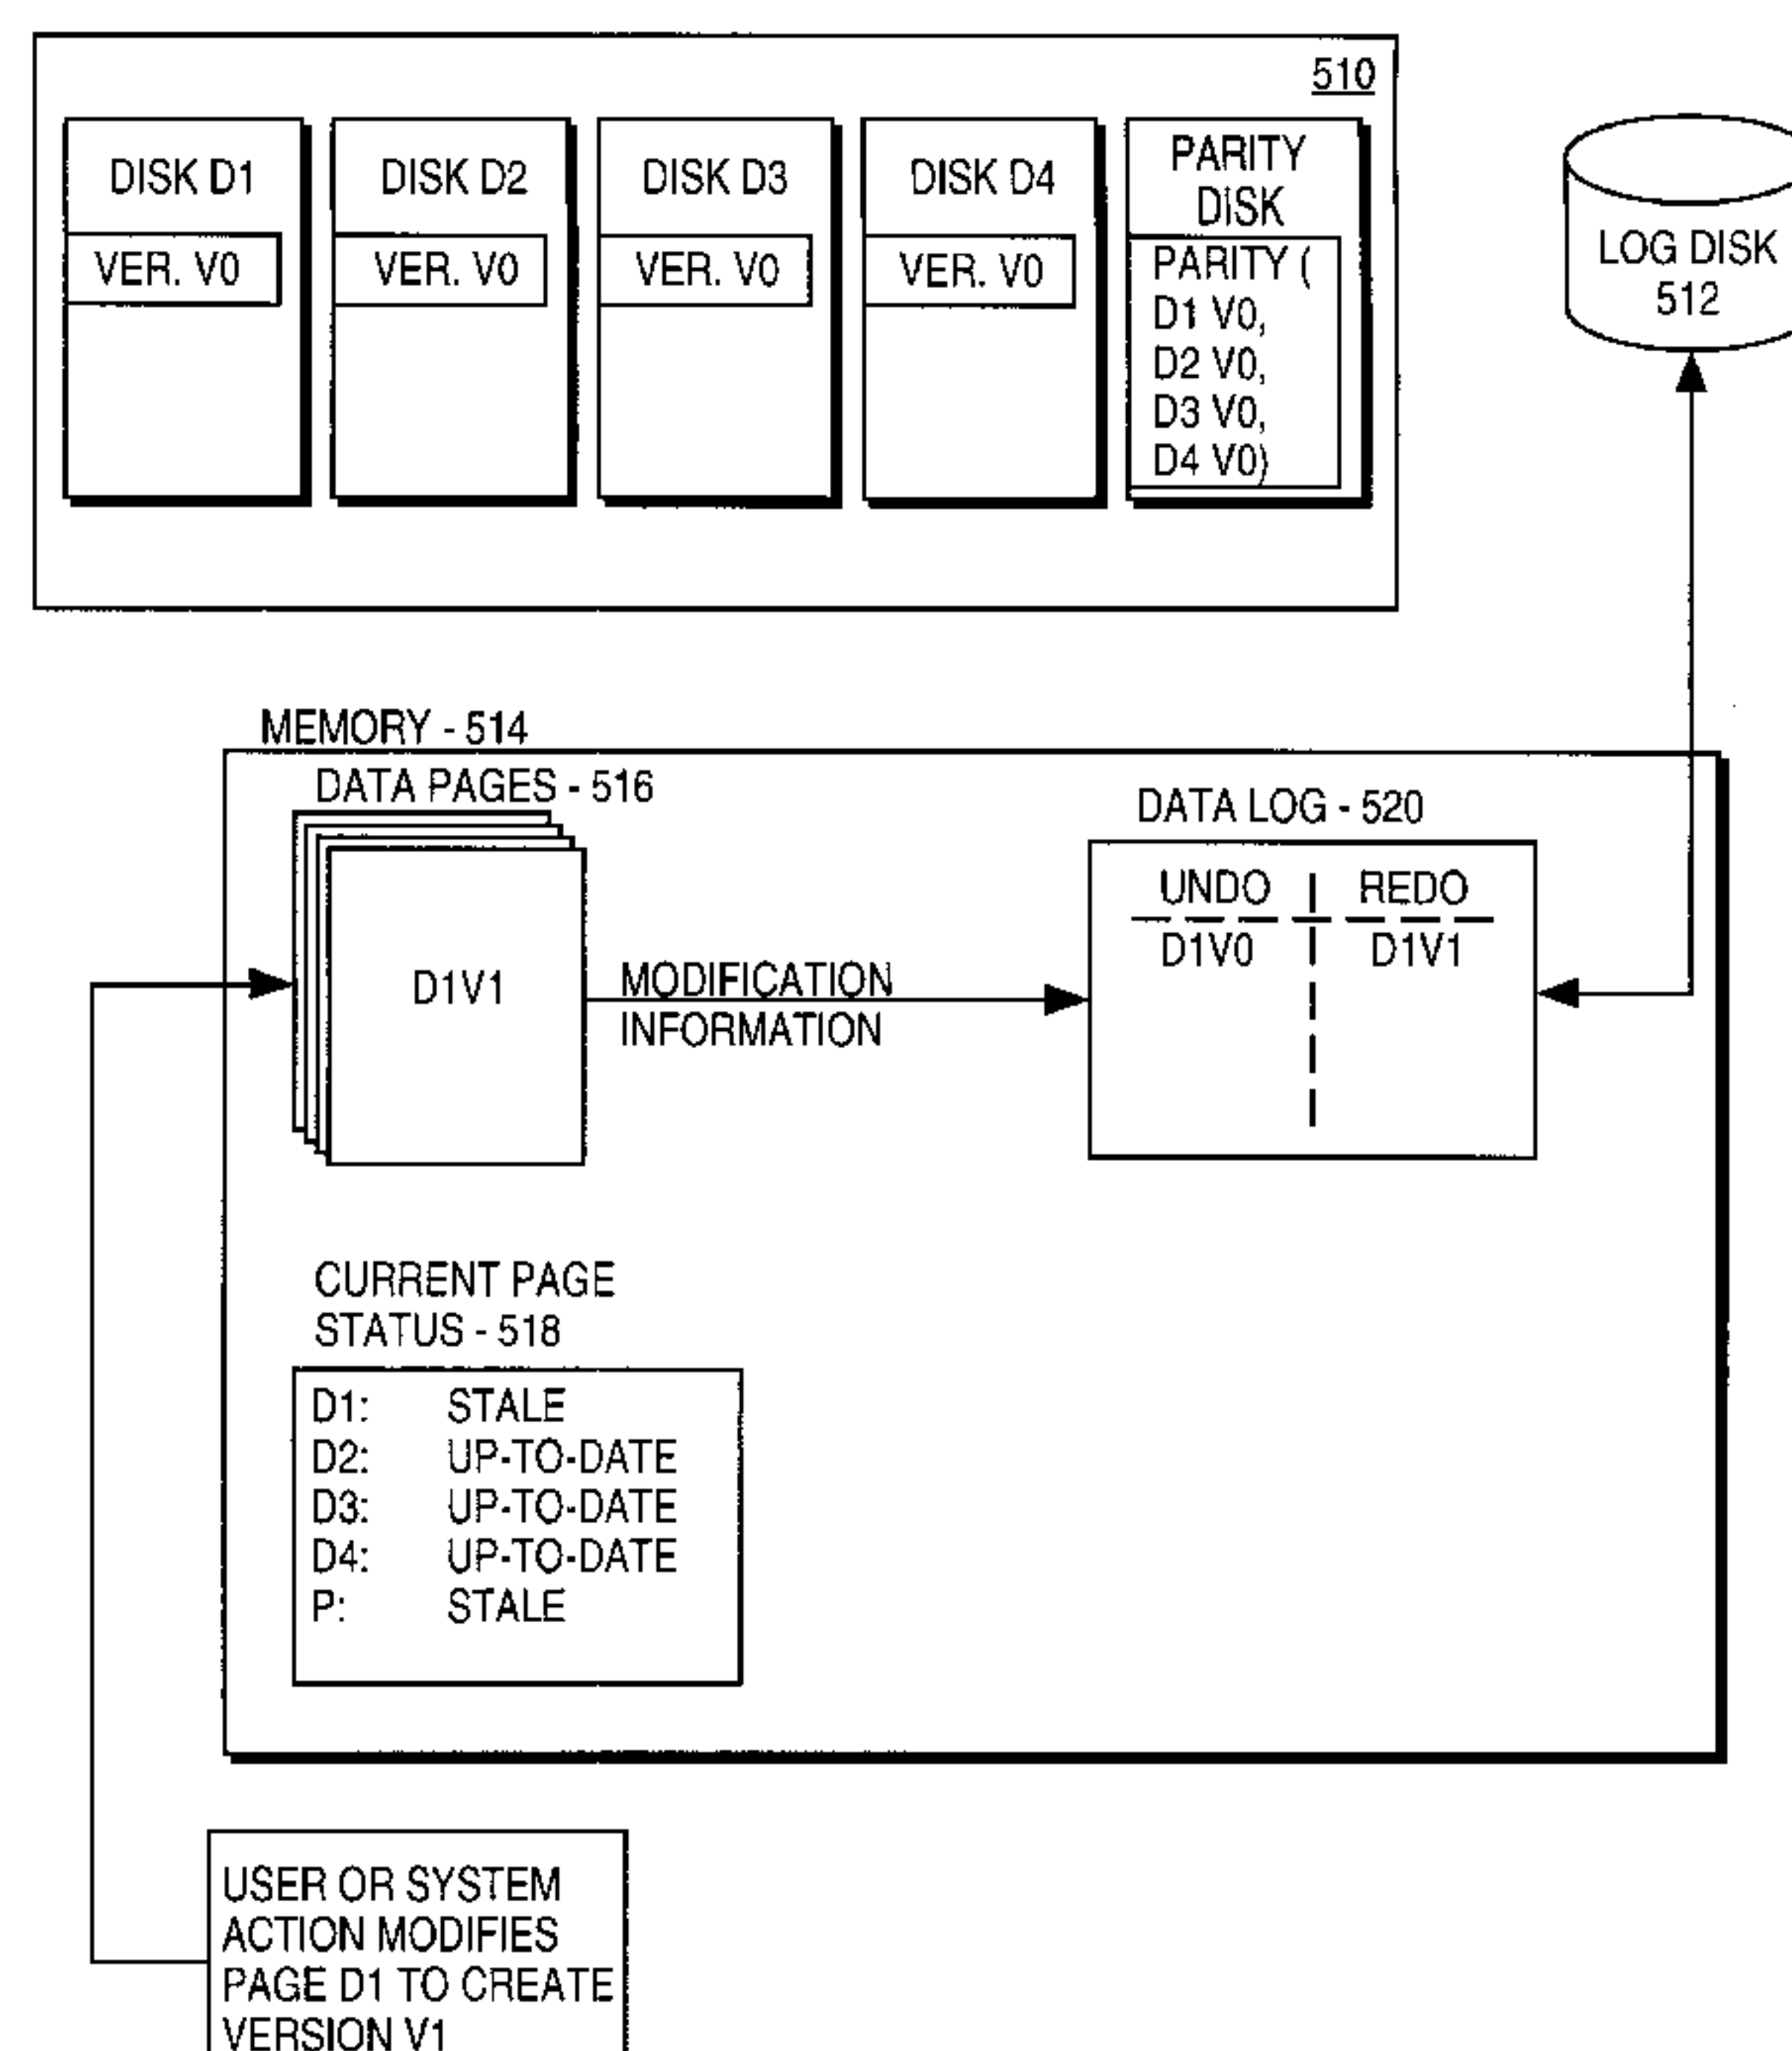 510
DISK D1
VER. V0
DISK D2
VER. V0
DISK D3
VER. V0
DISK D4
VER. V0
PARITY
DISK
PARITY (
D1 V0,
D2 V0,
D3 V0,
D4 V0)
LOG DISK
512
MEMORY - 514
DATA PAGES - 516
D1V1
MODIFICATION
INFORMATION
DATA LOG - 520
UNDO REDO
D1V0 D1V1
CURRENT PAGE
STATUS - 518
D1: STALE
D2: UP-TO-DATE
D3: UP-TO-DATE
D4: UP-TO-DATE
P: STALE
USER OR SYSTEM
ACTION MODIFIES
PAGE D1 TO CREATE
VERSION V1